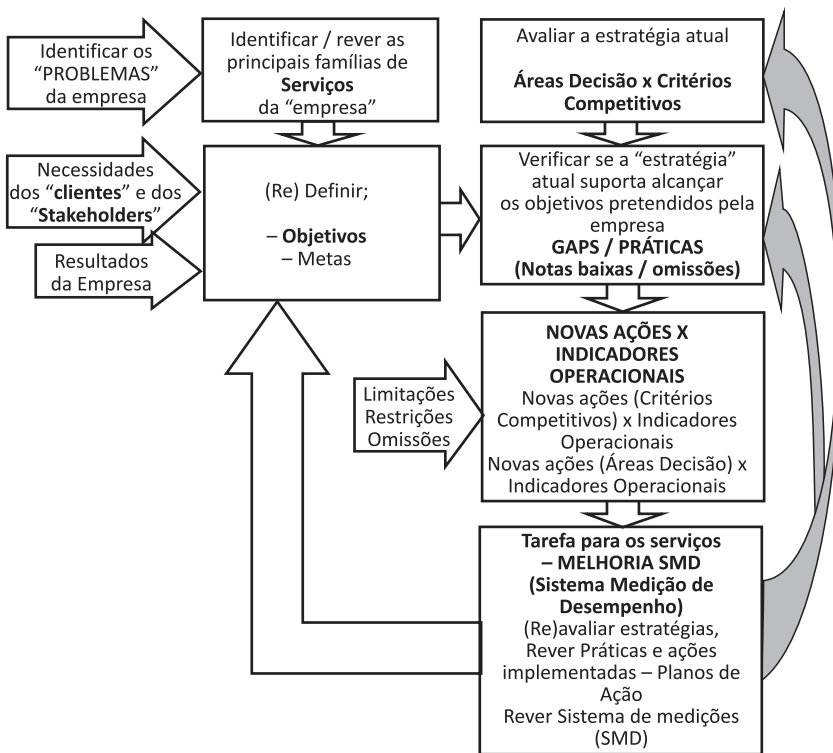 Identificar os
“PROBLEMAS”
da empresa
Identificar / rever as
principais famílias de
Serviços
da “empresa”
Necessidades
dos “clientes” e dos
“Stakeholders”
Resultados
da Empresa
(Re) Definir;
– Objetivos
– Metas
Avaliar a estratégia atual
Áreas Decisão x Critérios
Competitivos
Verificar se a “estratégia”
atual suporta alcançar
os objetivos pretendidos pela
empresa
GAPS / PRÁTICAS
(Notas baixas / omissões)
Limitações
Restrições
Omissões
NOVAS AÇÕES X
INDICADORES
OPERACIONAIS
Novas ações (Critérios
Competitivos) x Indicadores
Operacionais
Novas ações (Áreas Decisão) x
Indicadores Operacionais
Tarefa para os serviços
– MELHORIA SMD
(Sistema Medição de
Desempenho)
(Re)avaliar estratégias,
Rever Práticas e ações
implementadas – Planos de
Ação
Rever Sistema de medições
(SMD)